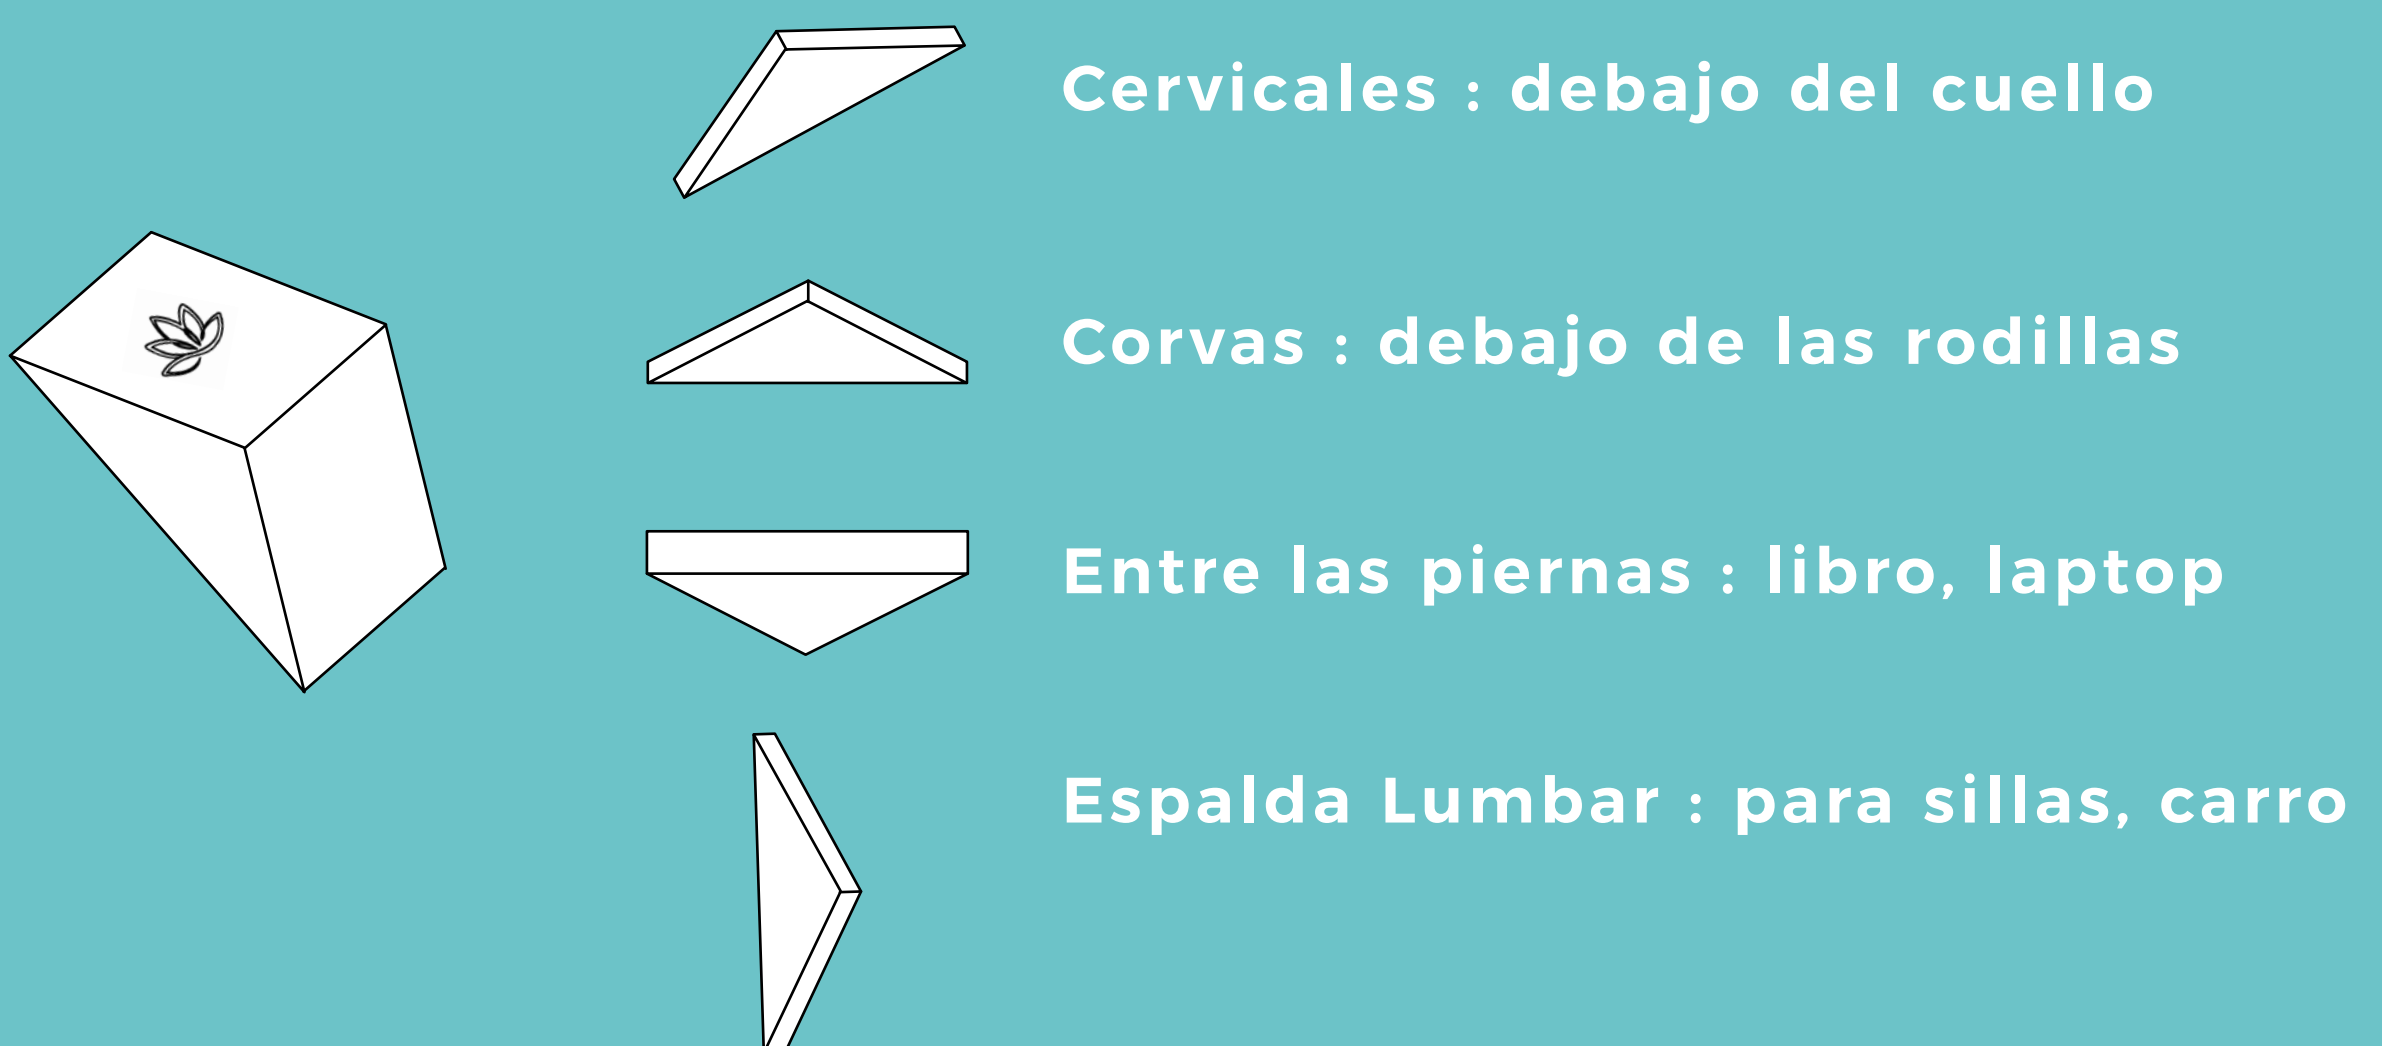 Cervicales : debajo del cuello
Corvas : debajo de las rodillas
Entre las piernas : libro, laptop
Espalda Lumbar : para sillas, carro